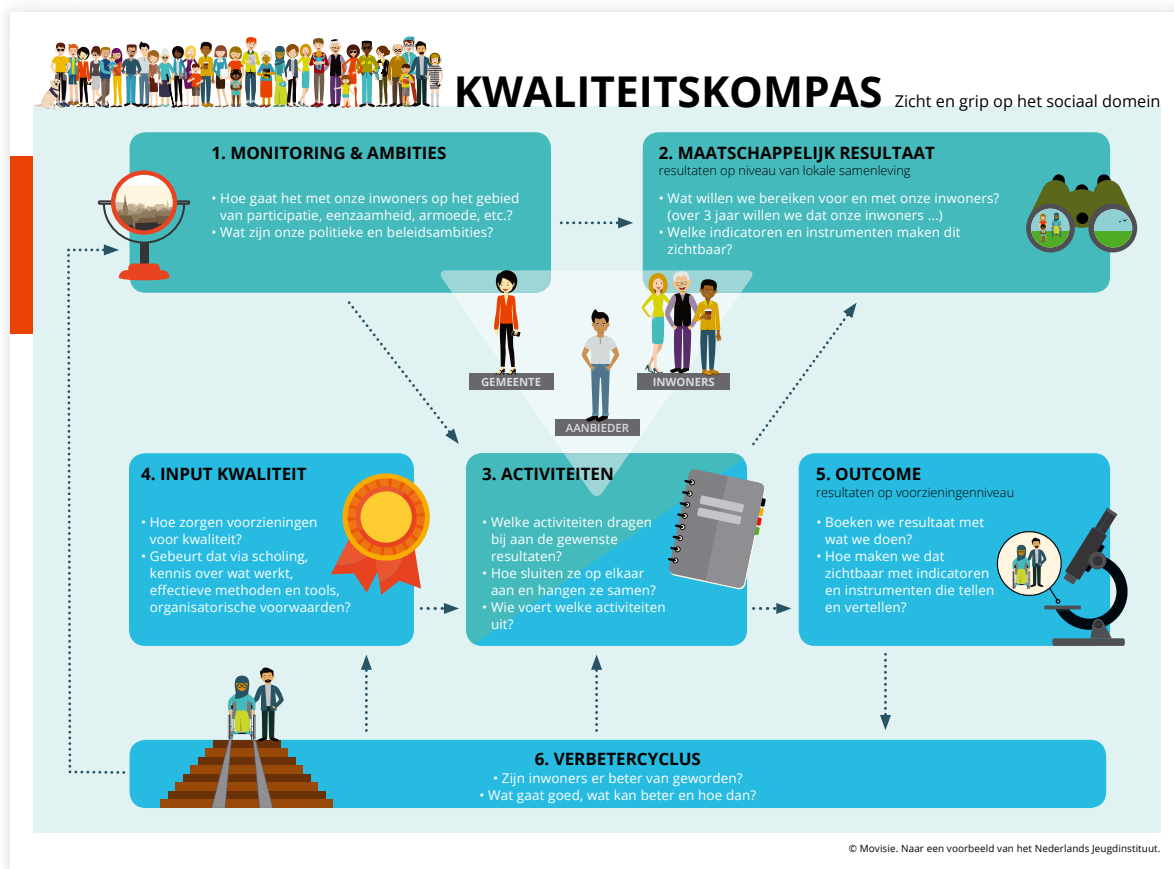 KWALITEITSKOMPAS Zicht en grip op het sociaal domein
1. MONITORING & AMBITIES
• Hoe gaat het met onze inwoners op het gebied
van participatie, eenzaamheid, armoede, etc.?
• Wat zijn onze politieke en beleidsambities?
2. MAATSCHAPPELIJK RESULTAAT
resultaten op niveau van lokale samenleving
• Wat willen we bereiken voor en met onze inwoners?
(over 3 jaar willen we dat onze inwoners ...)
• Welke indicatoren en instrumenten maken dit
zichtbaar?
GEMEENTE
INWONERS
AANBIEDER
4. INPUT KWALITEIT
• Hoe zorgen voorzieningen
voor kwaliteit?
• Gebeurt dat via scholing,
kennis over wat werkt,
effectieve methoden en tools,
organisatorische voorwaarden?
3. ACTIVITEITEN
• Welke activiteiten dragen
bij aan de gewenste
resultaten?
• Hoe sluiten ze op elkaar
aan en hangen ze samen?
• Wie voert welke activiteiten
uit?
5. OUTCOME
resultaten op voorzieningenniveau
• Boeken we resultaat met
wat we doen?
• Hoe maken we dat
zichtbaar met indicatoren
en instrumenten die tellen
en vertellen?
6. VERBETERCYCLUS
• Zijn inwoners er beter van geworden?
• Wat gaat goed, wat kan beter en hoe dan?
© Movisie. Naar een voorbeeld van het Nederlands Jeugdinstituut.